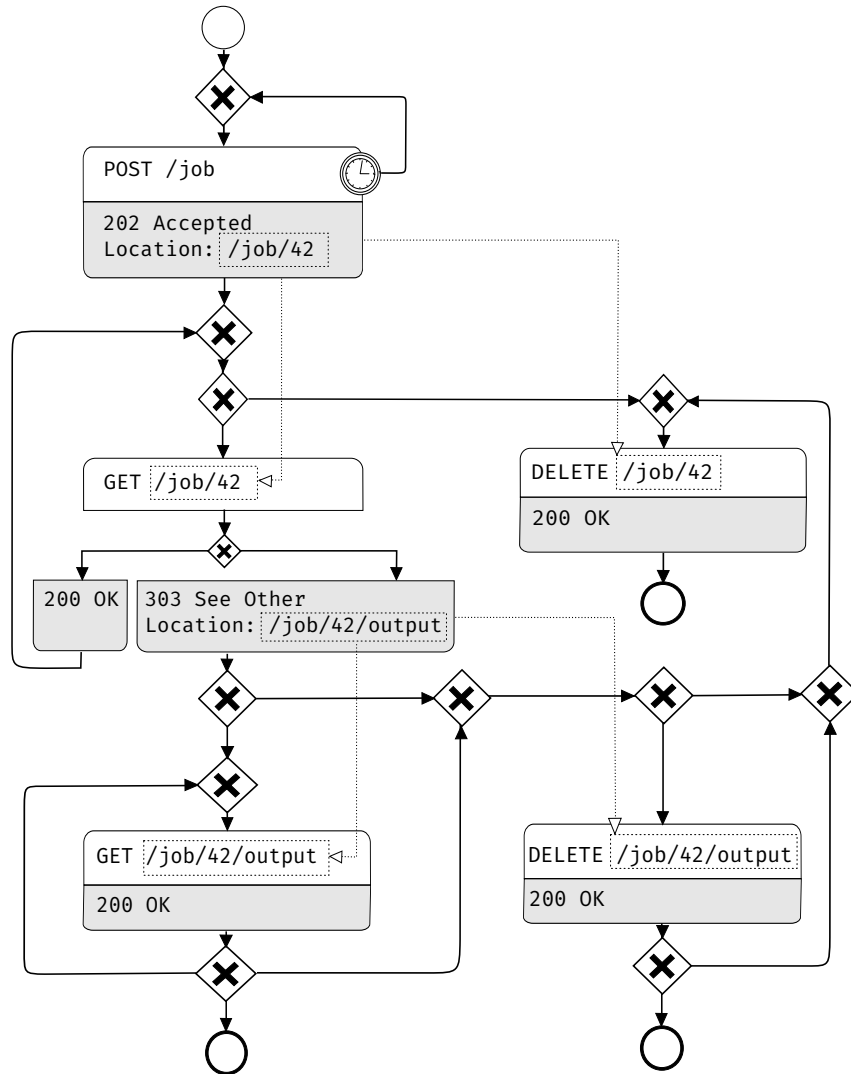 POST /job
202 Accepted
Location: /job/42
GET /job/42
DELETE /job/42
200 OK
200 OK
303 See Other
Location: /job/42/output
GET /job/42/output
200 OK
DELETE /job/42/output
200 OK